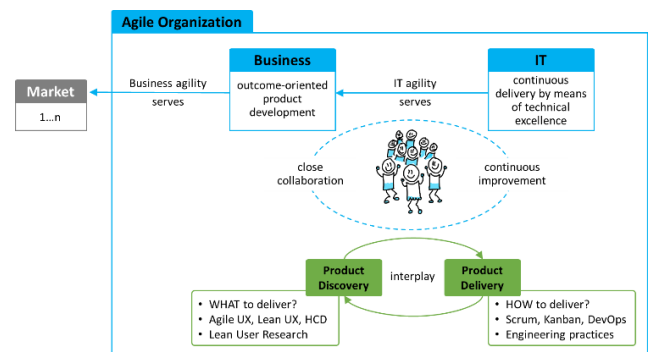 Agile Organization
Business
outcome-oriented
product
development
IT
continuous
delivery by means
of technical
excellence
Market
1...n
Business agility
serves
IT agility
serves
close
collaboration
continuous
improvement
Product
Discovery
interplay
Product
Delivery
• WHAT to deliver?
• Agile UX, Lean UX, HCD
• Lean User Research
• HOW to deliver?
• Scrum, Kanban, DevOps
• Engineering practices